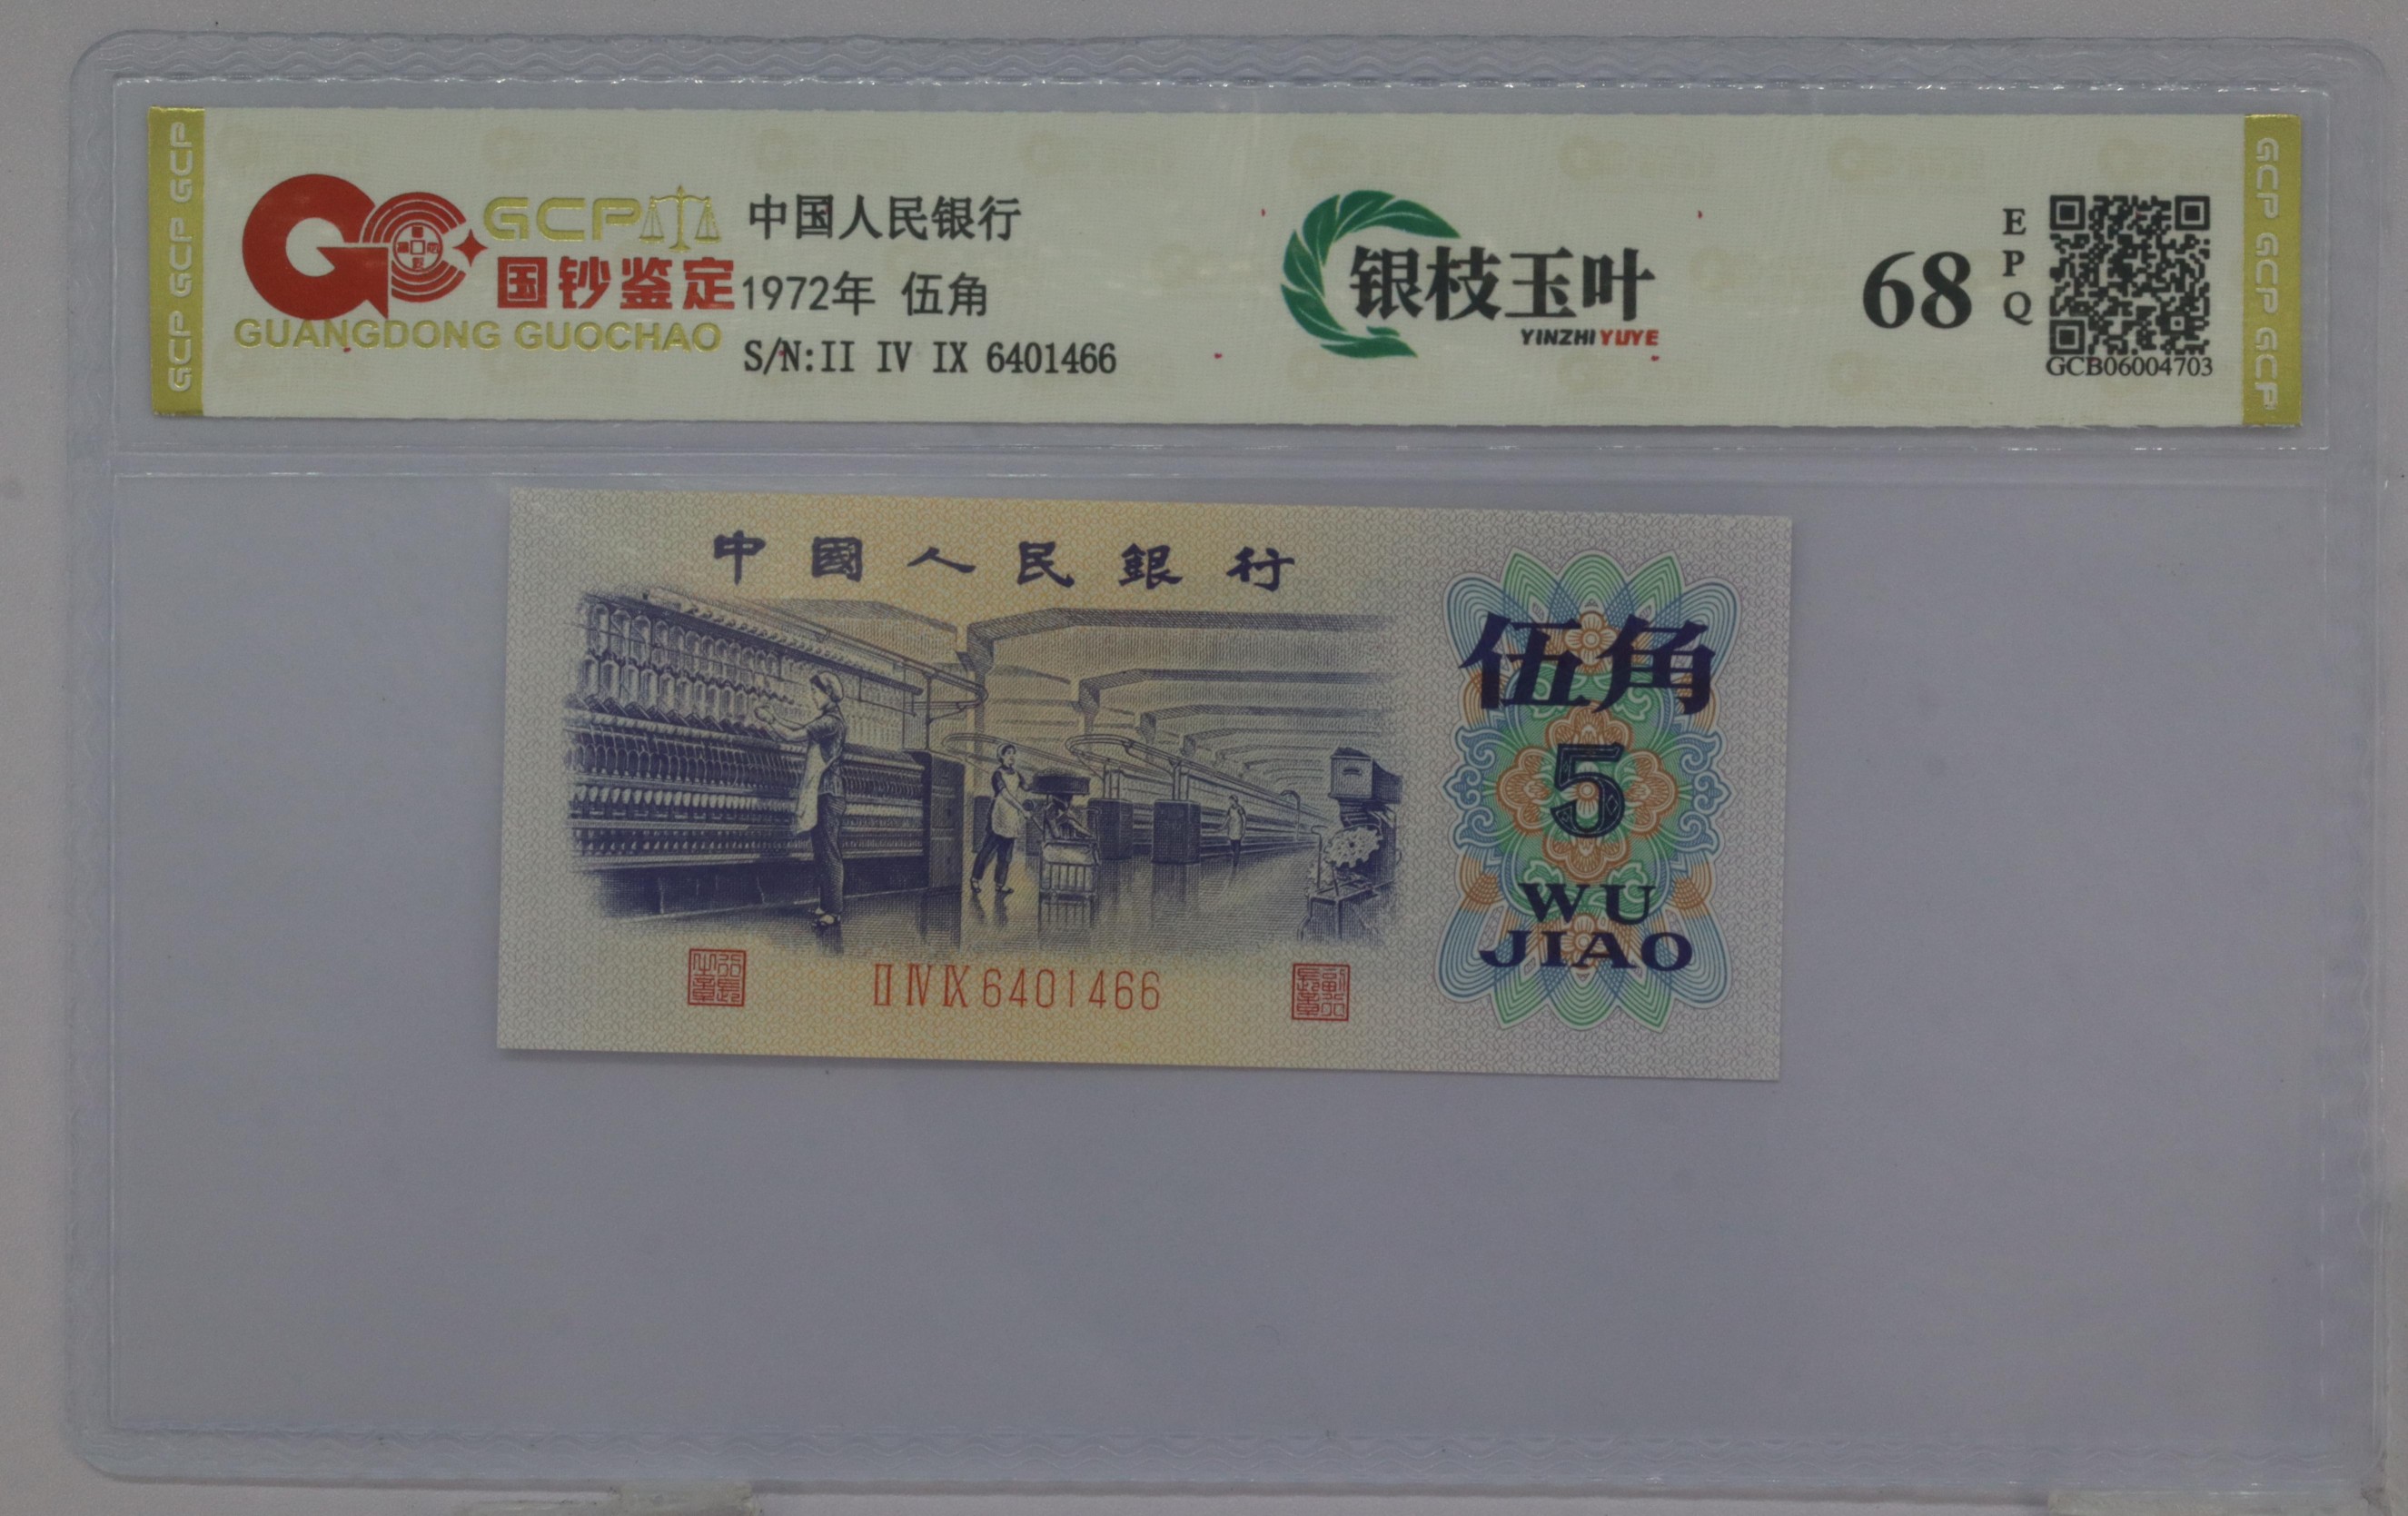 GCP GCP GCP
GCP
国钞鉴定
GUANGDONG GUOCHAO
中国人民银行
1972年 伍角
S/N:II IV IX 6401466
银枝玉叶
YINZHI YUYE
68
EPQ
GCB06004703
GCP GCP GCP
中國人民銀行
伍角
5
WU
JIAO
II IV IX 6401466